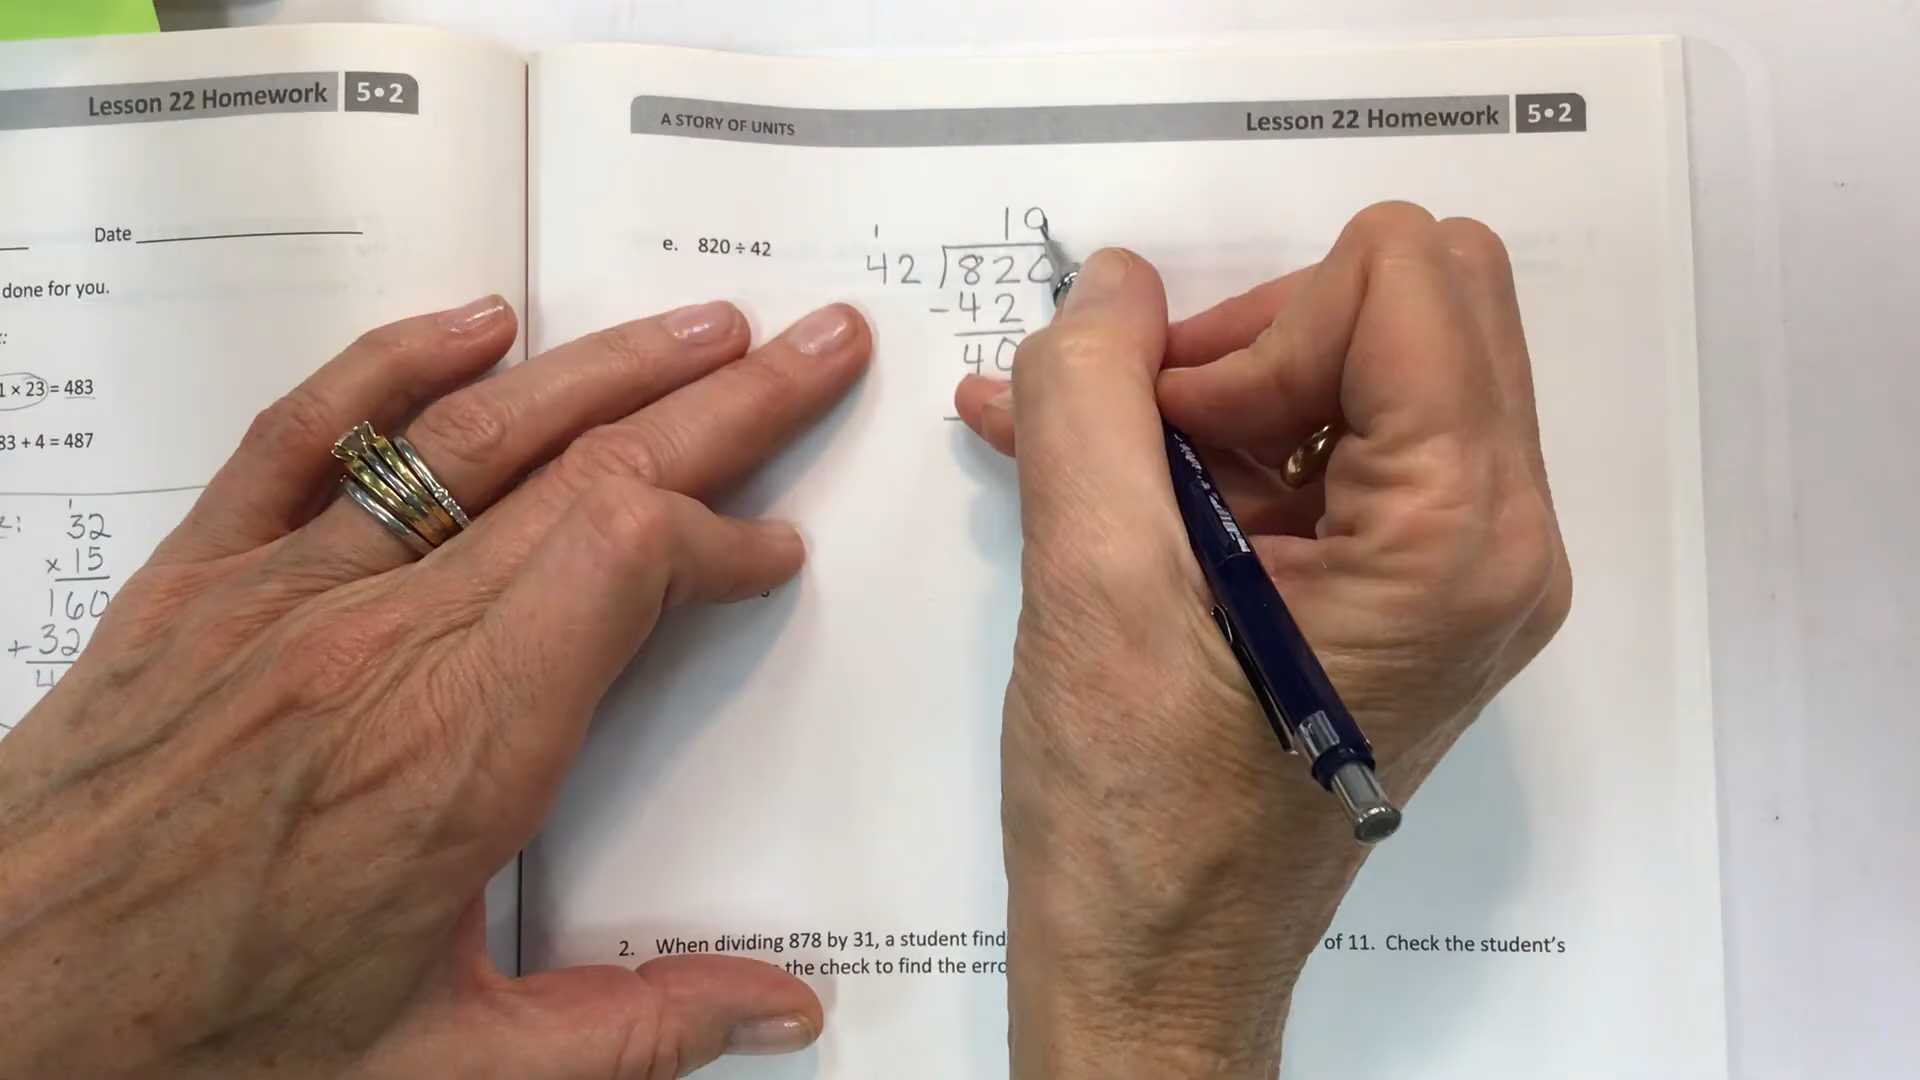 Lesson 22 Homework 5•2
Date
done for you.
1 x 23 = 483
83 + 4 = 487
32
x 15
160
+ 32
4
A STORY OF UNITS
Lesson 22 Homework 5•2
e. 820 ÷ 42
1
19
42 ) 820
- 42
40
-
2. When dividing 878 by 31, a student find of 11. Check the student's
the check to find the